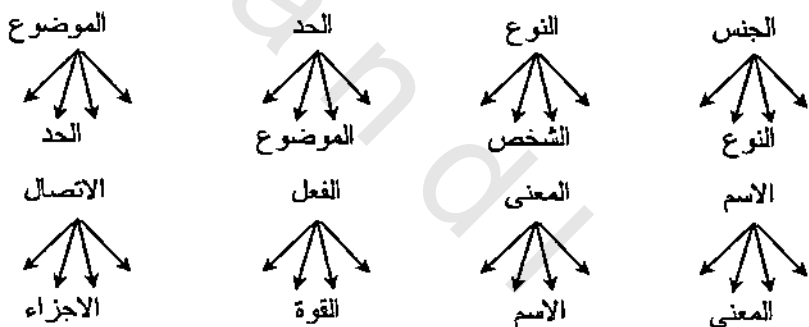 الجنس النوع الحد الموضوع
النوع الشخص الموضوع الحد
الاسم المعنى الفعل الاتصال
المعنى الاسم القوة الاجزاء